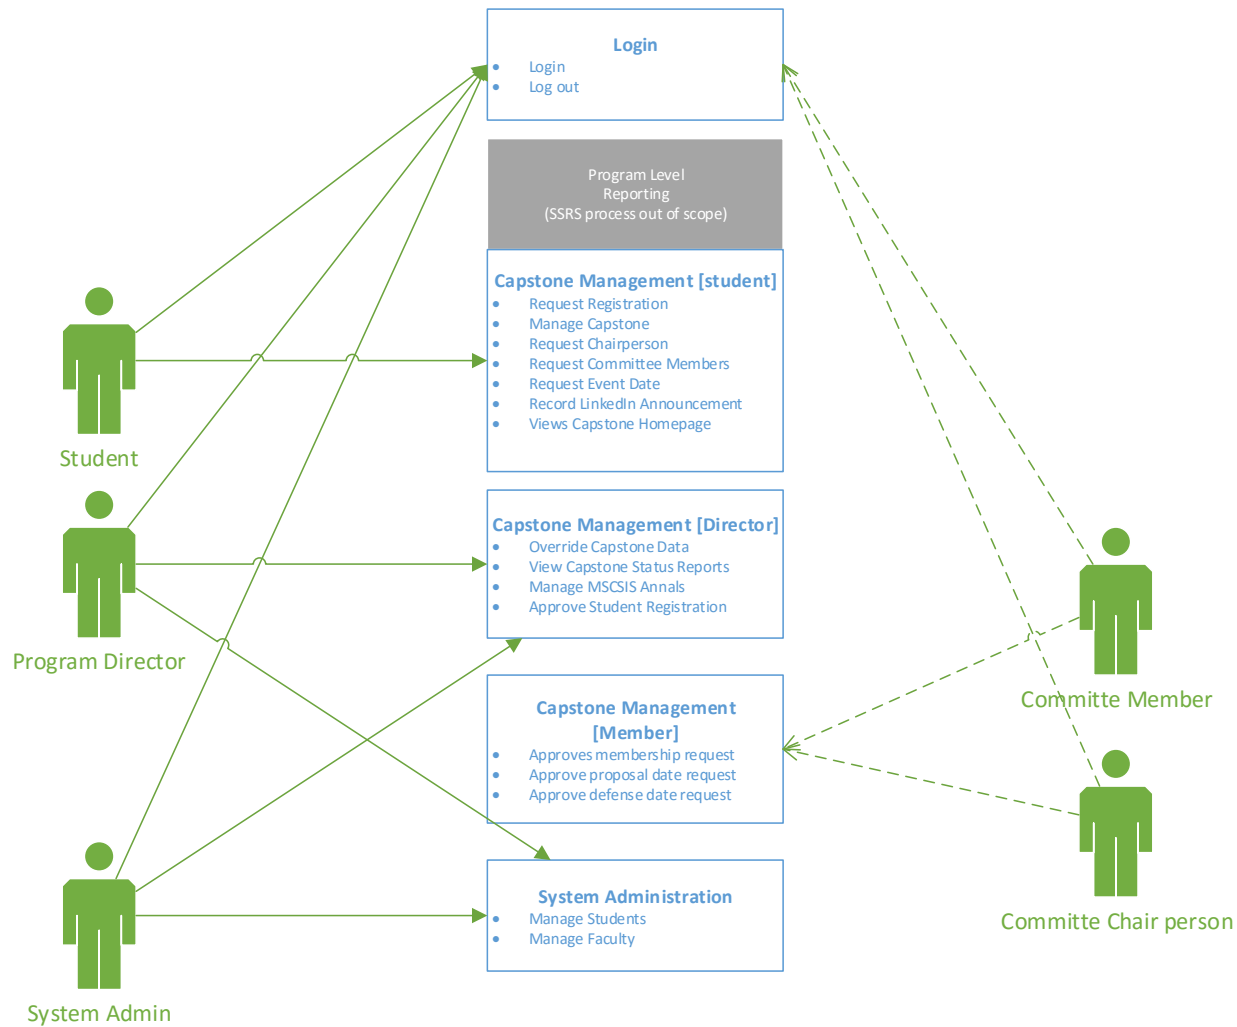 Login
• Login
• Log out
Program Level
Reporting
(SSRS process out of scope)
Capstone Management [student]
• Request Registration
• Manage Capstone
• Request Chairperson
• Request Committee Members
• Request Event Date
• Record LinkedIn Announcement
• Views Capstone Homepage
Student
Capstone Management [Director]
• Override Capstone Data
• View Capstone Status Reports
• Manage MSCSIS Annals
• Approve Student Registration
Program Director
Committe Member
Capstone Management
[Member]
• Approves membership request
• Approve proposal date request
• Approve defense date request
Committe Chair person
System Administration
• Manage Students
• Manage Faculty
System Admin